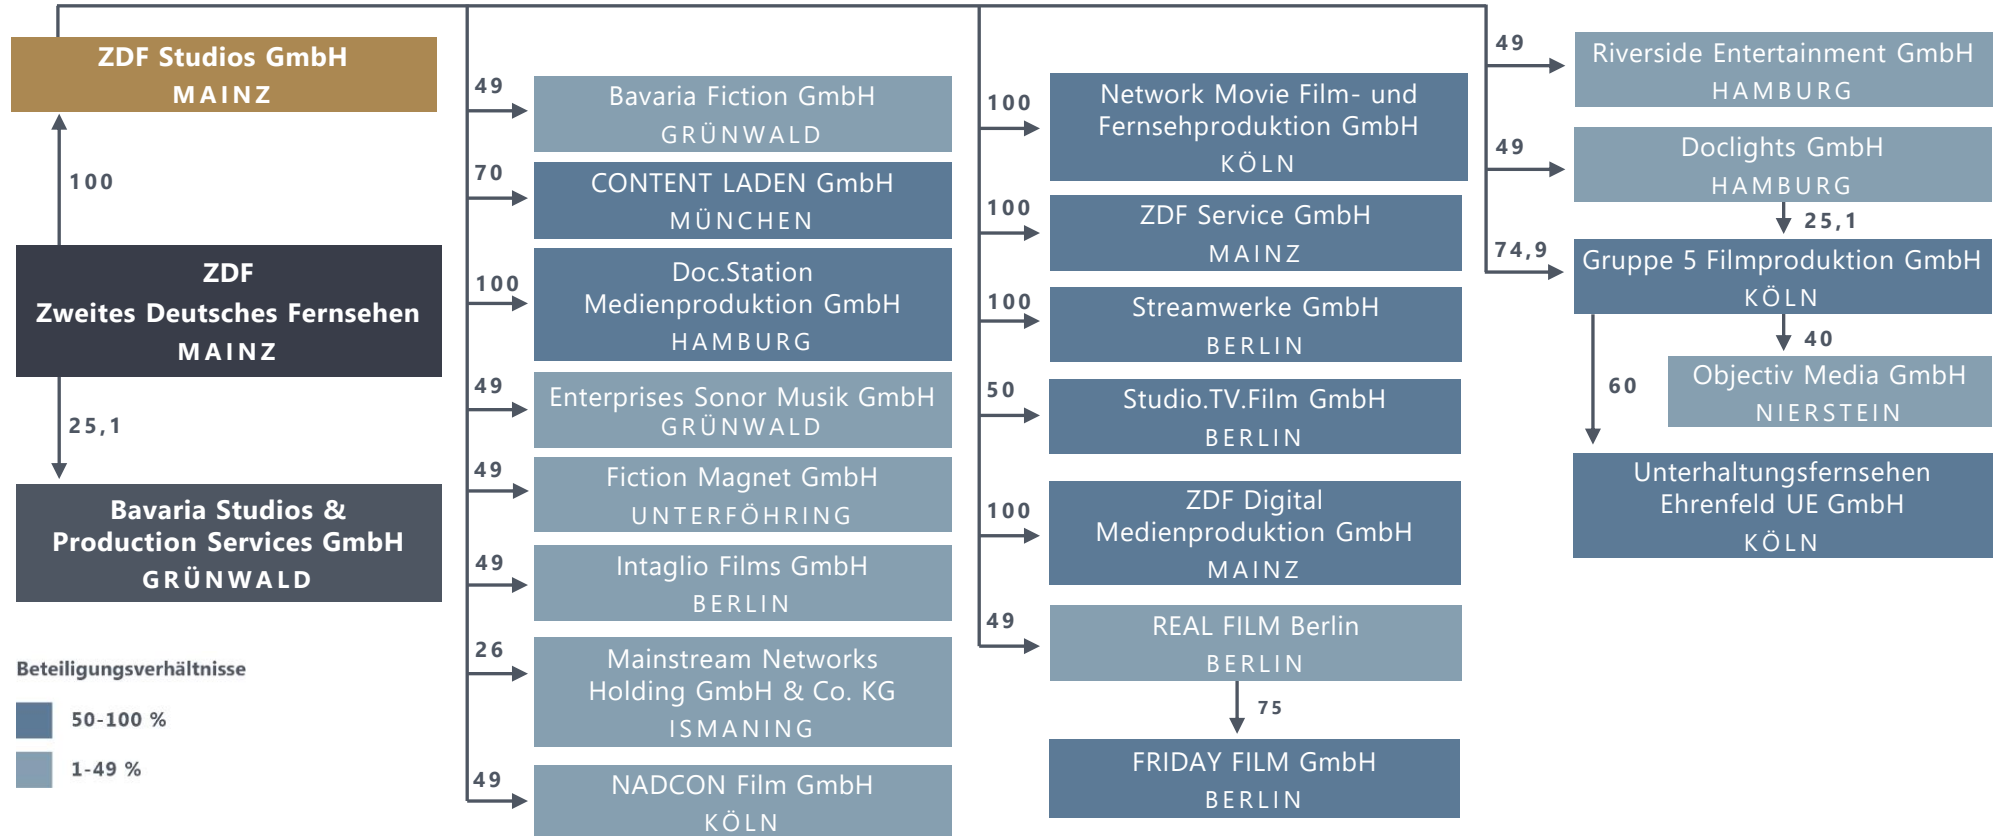 ZDF Studios GmbH
MAINZ
100
ZDF
Zweites Deutsches Fernsehen
MAINZ
25,1
Bavaria Studios &
Production Services GmbH
GRÜNWALD
Beteiligungsverhältnisse
50-100 %
1-49 %
49
Bavaria Fiction GmbH
GRÜNWALD
70
CONTENT LADEN GmbH
MÜNCHEN
100
Doc.Station
Medienproduktion GmbH
HAMBURG
49
Enterprises Sonor Musik GmbH
GRÜNWALD
49
Fiction Magnet GmbH
UNTERFÖHRING
49
Intaglio Films GmbH
BERLIN
26
Mainstream Networks
Holding GmbH & Co. KG
ISMANING
49
NADCON Film GmbH
KÖLN
100
Network Movie Film- und
Fernsehproduktion GmbH
KÖLN
100
ZDF Service GmbH
MAINZ
100
Streamwerke GmbH
BERLIN
50
Studio.TV.Film GmbH
BERLIN
100
ZDF Digital
Medienproduktion GmbH
MAINZ
49
REAL FILM Berlin
BERLIN
75
FRIDAY FILM GmbH
BERLIN
49
Riverside Entertainment GmbH
HAMBURG
49
Doclights GmbH
HAMBURG
25,1
74,9
Gruppe 5 Filmproduktion GmbH
KÖLN
40
Objectiv Media GmbH
NIERSTEIN
60
Unterhaltungsfernsehen
Ehrenfeld UE GmbH
KÖLN